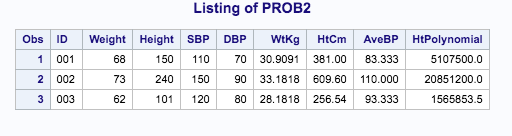 Listing of PROB2
Obs ID Weight Height SBP DBP WtKg HtCm AveBP HtPolynomial
1 001 68 150 110 70 30.9091 381.00 83.333 5107500.0
2 002 73 240 150 90 33.1818 609.60 110.000 20851200.0
3 003 62 101 120 80 28.1818 256.54 93.333 1565853.5